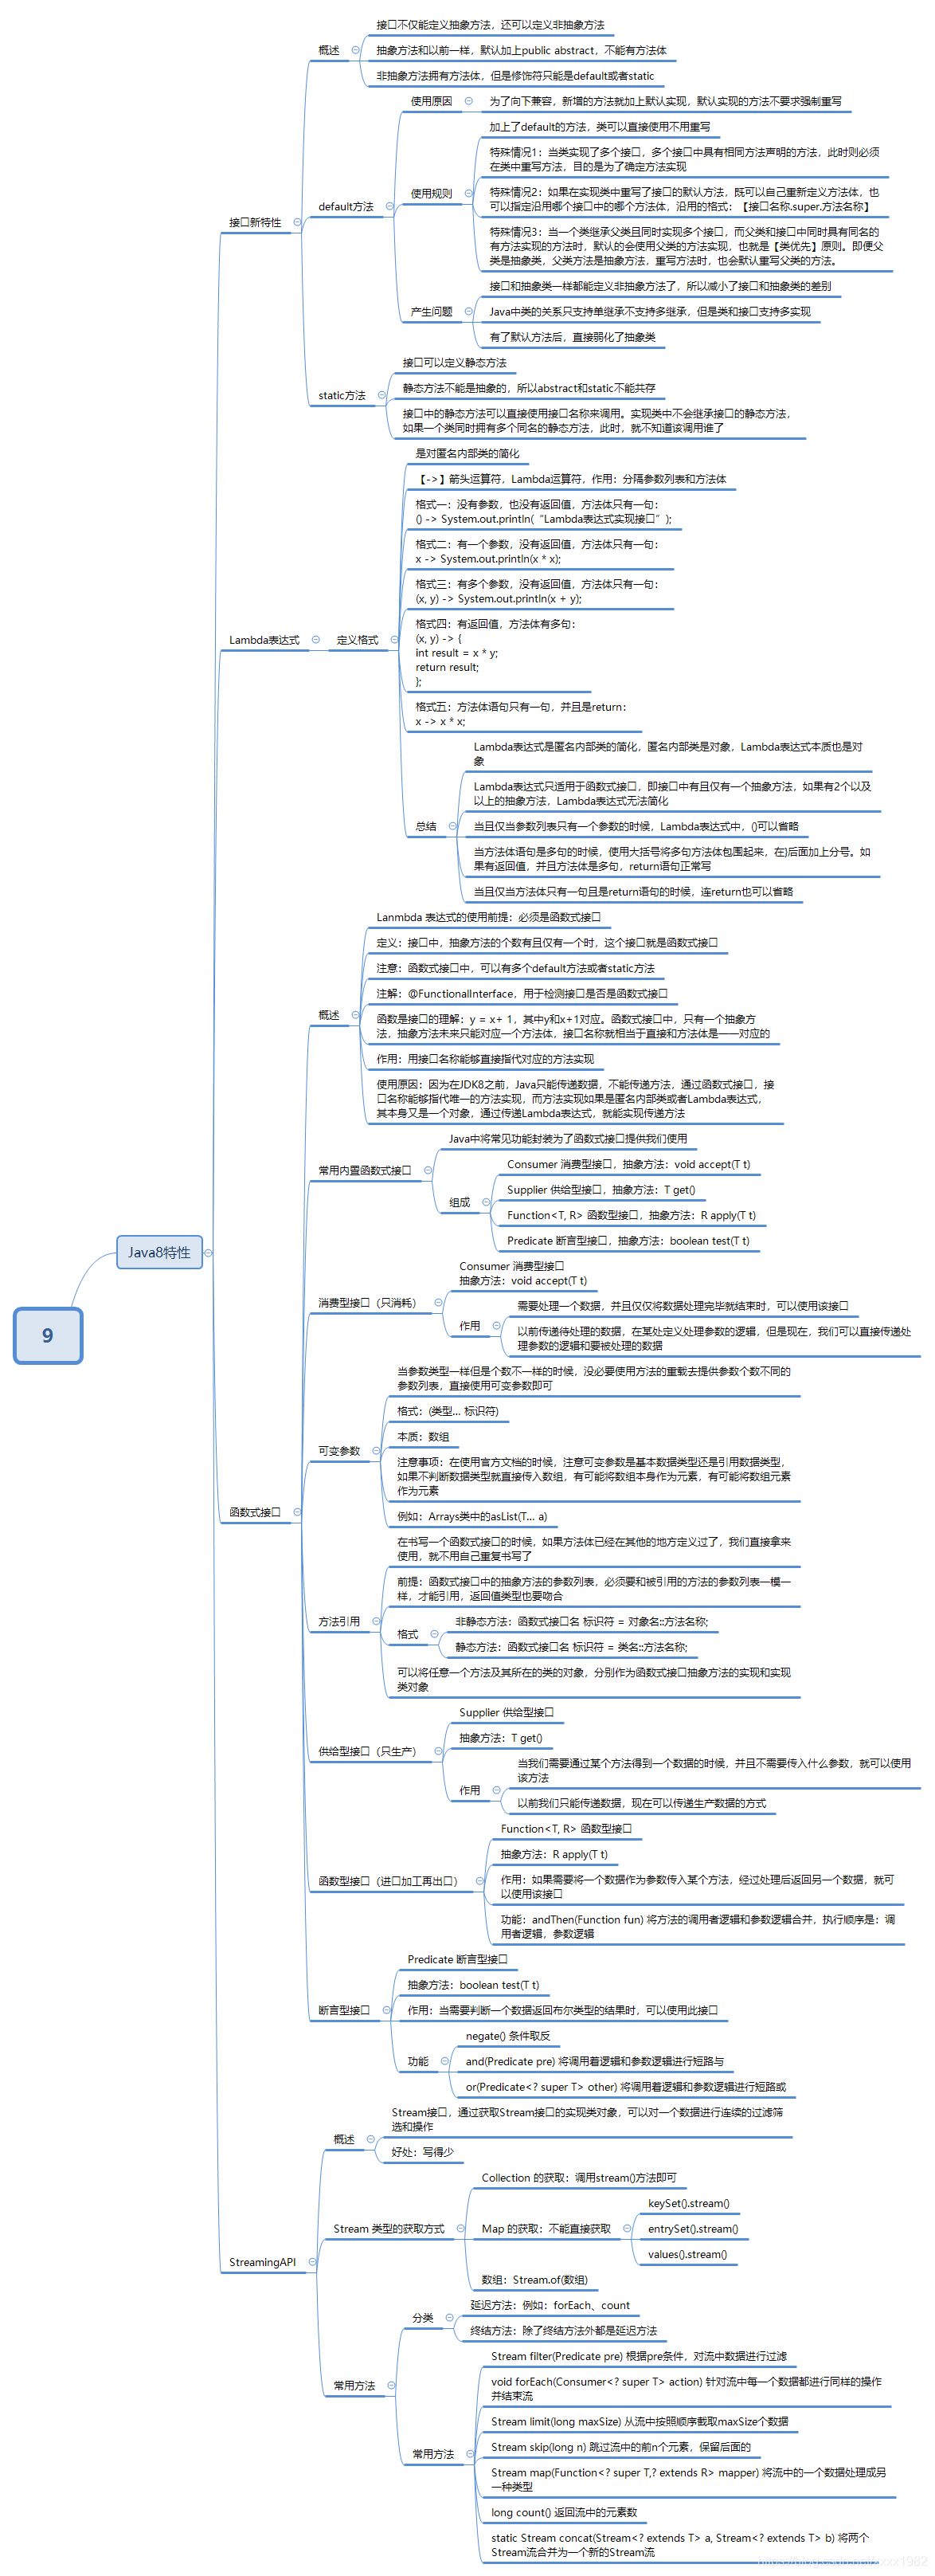 9
Java8特性
接口新特性
概述
接口不仅能定义抽象方法，还可以定义非抽象方法
抽象方法和以前一样，默认加上public abstract，不能有方法体
非抽象方法拥有方法体，但是修饰符只能是default或者static
default方法
使用原因
为了向下兼容，新增的方法就加上默认实现，默认实现的方法不要求强制重写
使用规则
加上了default的方法，类可以直接使用不用重写
特殊情况1：当类实现了多个接口，多个接口中具有相同方法声明的方法，此时则必须
在类中重写方法，目的是为了确定方法实现
特殊情况2：如果在实现类中重写了接口的默认方法，既可以自己重新定义方法体，也
可以指定沿用哪个接口中的哪个方法体，沿用的格式：【接口名称.super.方法名称】
特殊情况3：当一个类继承父类且同时实现多个接口，而父类和接口中同时具有同名的
有方法实现的方法时，默认的会使用父类的方法实现，也就是【类优先】原则。即便父
类是抽象类，父类方法是抽象方法，重写方法时，也会默认重写父类的方法。
产生问题
接口和抽象类一样都能定义非抽象方法了，所以减小了接口和抽象类的差别
Java中类的关系只支持单继承不支持多继承，但是类和接口支持多实现
有了默认方法后，直接弱化了抽象类
static方法
接口可以定义静态方法
静态方法不能是抽象的，所以abstract和static不能共存
接口中的静态方法可以直接使用接口名称来调用。实现类中不会继承接口的静态方法，
如果一个类同时拥有多个同名的静态方法，此时，就不知道该调用谁了
Lambda表达式
定义格式
是对匿名内部类的简化
【->】箭头运算符，Lambda运算符，作用：分隔参数列表和方法体
格式一：没有参数，也没有返回值，方法体只有一句：
() -> System.out.println(“Lambda表达式实现接口”);
格式二：有一个参数，没有返回值，方法体只有一句：
x -> System.out.println(x * x);
格式三：有多个参数，没有返回值，方法体只有一句：
(x, y) -> System.out.println(x + y);
格式四：有返回值，方法体有多句：
(x, y) -> {
int result = x * y;
return result;
};
格式五：方法体语句只有一句，并且是return：
x -> x * x;
总结
Lambda表达式是匿名内部类的简化，匿名内部类是对象，Lambda表达式本质也是对
象
Lambda表达式只适用于函数式接口，即接口中有且仅有一个抽象方法，如果有2个以及
以上的抽象方法，Lambda表达式无法简化
当且仅当参数列表只有一个参数的时候，Lambda表达式中，()可以省略
当方法体语句是多句的时候，使用大括号将多句方法体包围起来，在}后面加上分号。如
果有返回值，并且方法体是多句，return语句正常写
当且仅当方法体只有一句且是return语句的时候，连return也可以省略
函数式接口
概述
Lanmbda 表达式的使用前提：必须是函数式接口
定义：接口中，抽象方法的个数有且仅有一个时，这个接口就是函数式接口
注意：函数式接口中，可以有多个default方法或者static方法
注解：@FunctionalInterface，用于检测接口是否是函数式接口
函数是接口的理解：y = x+ 1，其中y和x+1对应。函数式接口中，只有一个抽象方
法，抽象方法未来只能对应一个方法体，接口名称就相当于直接和方法体是一一对应的
作用：用接口名称能够直接指代对应的方法实现
使用原因：因为在JDK8之前，Java只能传递数据，不能传递方法，通过函数式接口，接
口名称能够指代唯一的方法实现，而方法实现如果是匿名内部类或者Lambda表达式，
其本身又是一个对象，通过传递Lambda表达式，就能实现传递方法
常用内置函数式接口
Java中将常见功能封装为了函数式接口提供我们使用
组成
Consumer 消费型接口，抽象方法：void accept(T t)
Supplier 供给型接口，抽象方法：T get()
Function<T, R> 函数型接口，抽象方法：R apply(T t)
Predicate 断言型接口，抽象方法：boolean test(T t)
消费型接口（只消耗）
Consumer 消费型接口
抽象方法：void accept(T t)
作用
需要处理一个数据，并且仅仅将数据处理完毕就结束时，可以使用该接口
以前传递待处理的数据，在某处定义处理参数的逻辑，但是现在，我们可以直接传递处
理参数的逻辑和要被处理的数据
可变参数
当参数类型一样但是个数不一样的时候，没必要使用方法的重载去提供参数个数不同的
参数列表，直接使用可变参数即可
格式：(类型... 标识符)
本质：数组
注意事项：在使用官方文档的时候，注意可变参数是基本数据类型还是引用数据类型，
如果不判断数据类型就直接传入数组，有可能将数组本身作为元素，有可能将数组元素
作为元素
例如：Arrays类中的asList(T... a)
方法引用
在书写一个函数式接口的时候，如果方法体已经在其他的地方定义过了，我们直接拿来
使用，就不用自己重复书写了
前提：函数式接口中的抽象方法的参数列表，必须要和被引用的方法的参数列表一模一
样，才能引用，返回值类型也要吻合
格式
非静态方法：函数式接口名 标识符 = 对象名::方法名称;
静态方法：函数式接口名 标识符 = 类名::方法名称;
可以将任意一个方法及其所在的类的对象，分别作为函数式接口抽象方法的实现和实现
类对象
供给型接口（只生产）
Supplier 供给型接口
抽象方法：T get()
作用
当我们需要通过某个方法得到一个数据的时候，并且不需要传入什么参数，就可以使用
该方法
以前我们只能传递数据，现在可以传递生产数据的方式
函数型接口（进口加工再出口）
Function<T, R> 函数型接口
抽象方法：R apply(T t)
作用：如果需要将一个数据作为参数传入某个方法，经过处理后返回另一个数据，就可
以使用该接口
功能：andThen(Function fun) 将方法的调用者逻辑和参数逻辑合并，执行顺序是：调
用者逻辑，参数逻辑
断言型接口
Predicate 断言型接口
抽象方法：boolean test(T t)
作用：当需要判断一个数据返回布尔类型的结果时，可以使用此接口
功能
negate() 条件取反
and(Predicate pre) 将调用着逻辑和参数逻辑进行短路与
or(Predicate<? super T> other) 将调用着逻辑和参数逻辑进行短路或
StreamingAPI
概述
Stream接口，通过获取Stream接口的实现类对象，可以对一个数据进行连续的过滤筛
选和操作
好处：写得少
Stream 类型的获取方式
Collection 的获取：调用stream()方法即可
Map 的获取：不能直接获取
keySet().stream()
entrySet().stream()
values().stream()
数组：Stream.of(数组)
常用方法
分类
延迟方法：例如：forEach、count
终结方法：除了终结方法外都是延迟方法
常用方法
Stream filter(Predicate pre) 根据pre条件，对流中数据进行过滤
void forEach(Consumer<? super T> action) 针对流中每一个数据都进行同样的操作
并结束流
Stream limit(long maxSize) 从流中按照顺序截取maxSize个数据
Stream skip(long n) 跳过流中的前n个元素，保留后面的
Stream map(Function<? super T,? extends R> mapper) 将流中的一个数据处理成另
一种类型
long count() 返回流中的元素数
static Stream concat(Stream<? extends T> a, Stream<? extends T> b) 将两个
Stream流合并为一个新的Stream流